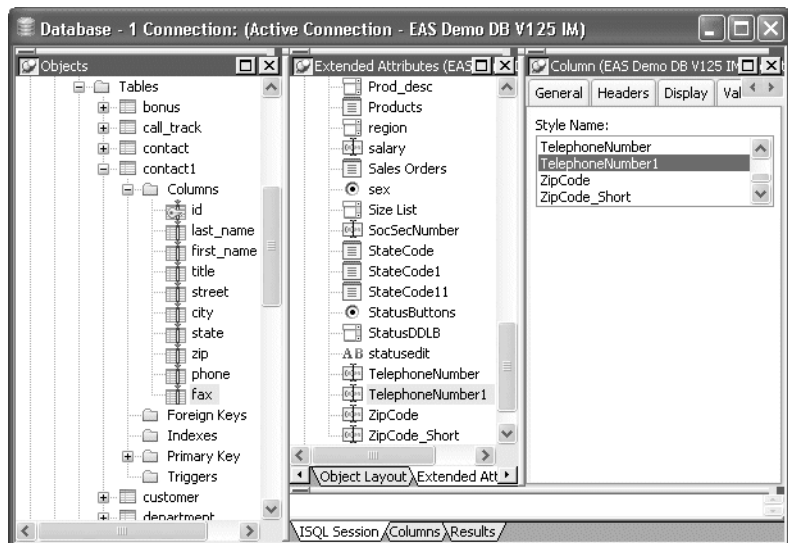 Database - 1 Connection: (Active Connection - EAS Demo DB V125 IM)
Objects
Tables
bonus
call_track
contact
contact1
Columns
id
last_name
first_name
title
street
city
state
zip
phone
fax
Foreign Keys
Indexes
Primary Key
Triggers
customer
department
Extended Attributes (EAS
Prod_desc
Products
region
salary
Sales Orders
sex
Size List
SocSecNumber
StateCode
StateCode1
StateCode11
StatusButtons
StatusDDLB
AB statusedit
TelephoneNumber
TelephoneNumber1
ZipCode
ZipCode_Short
Object Layout Extended Att
Column (EAS Demo DB V125 IM
General Headers Display Val
Style Name:
TelephoneNumber
TelephoneNumber1
ZipCode
ZipCode_Short
ISQL Session Columns Results